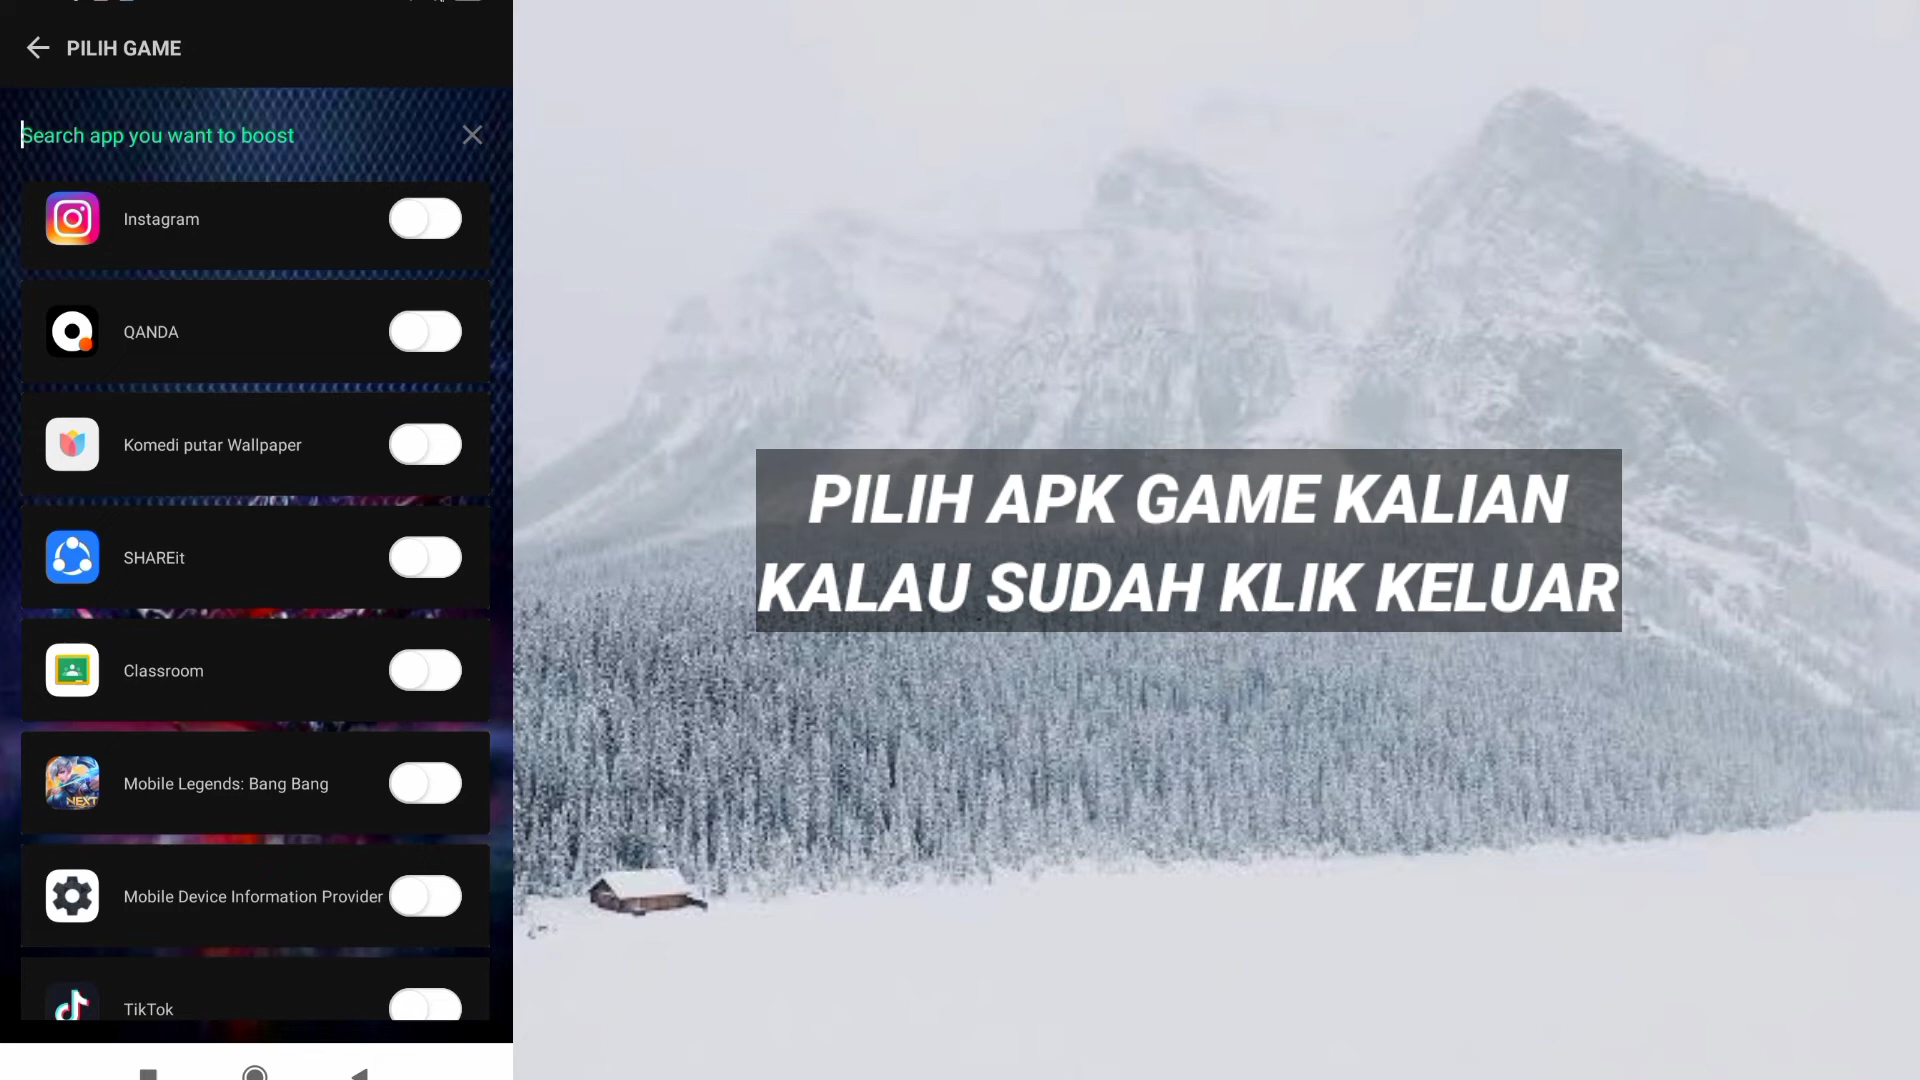 PILIH GAME
Search app you want to boost
Instagram
QANDA
Komedi putar Wallpaper
SHAREit
Classroom
Mobile Legends: Bang Bang
NEXT
Mobile Device Information Provider
TikTok
PILIH APK GAME KALIAN
KALAU SUDAH KLIK KELUAR